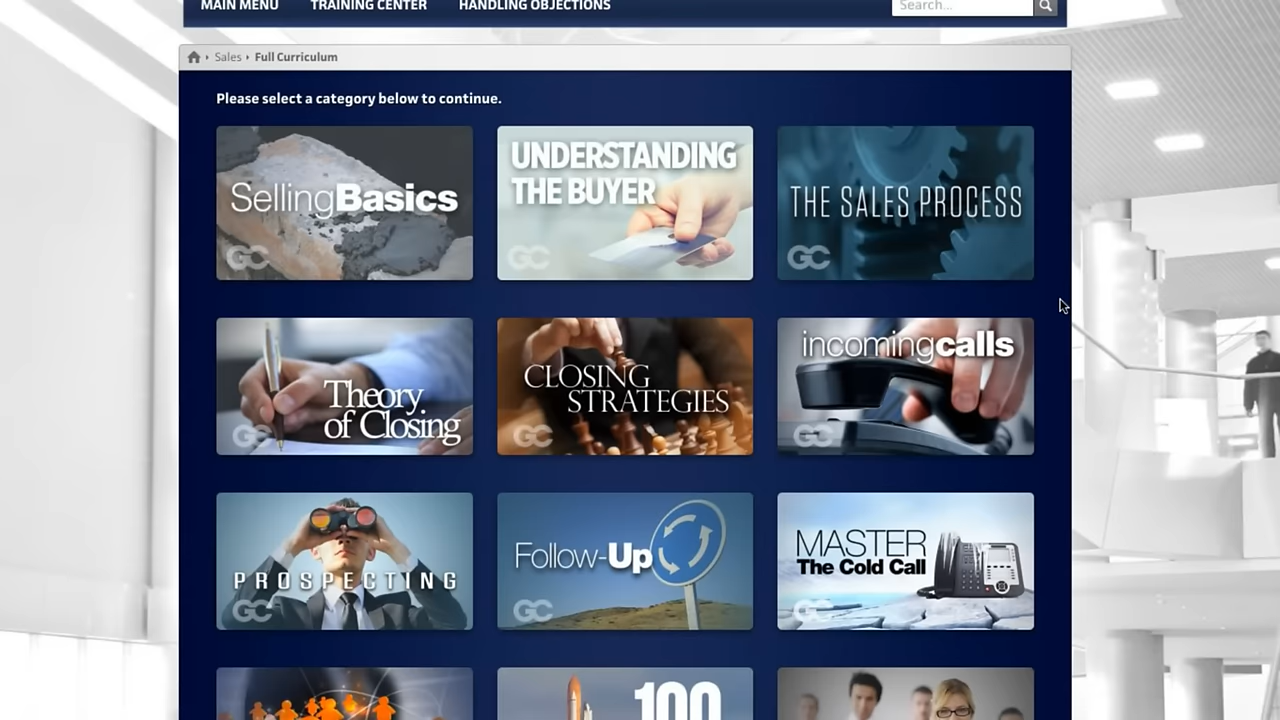 MAIN MENU TRAINING CENTER HANDLING OBJECTIONS Search...
Sales Full Curriculum
Please select a category below to continue.
SellingBasics
GC
UNDERSTANDING
THE BUYER
GC
THE SALES PROCESS
GC
Theory
of Closing
GC
CLOSING
STRATEGIES
GC
incomingcalls
GC
PROSPECTING
GC
Follow-Up
GC
MASTER
The Cold Call
GC
100